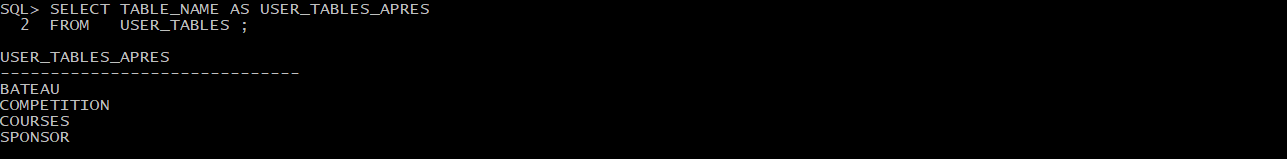 SQL> SELECT TABLE_NAME AS USER_TABLES_APRES
  2  FROM   USER_TABLES ;
USER_TABLES_APRES
------------------------------
BATEAU
COMPETITION
COURSES
SPONSOR